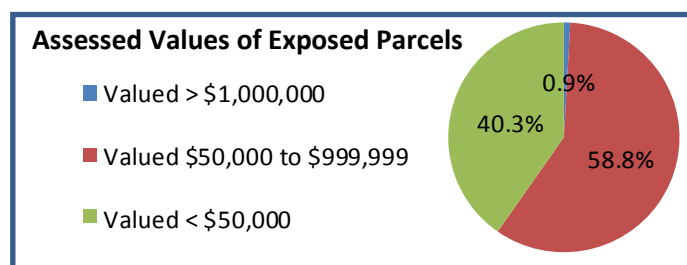 Assessed Values of Exposed Parcels
Valued > $1,000,000
Valued $50,000 to $999,999
Valued < $50,000
0.9%
40.3%
58.8%